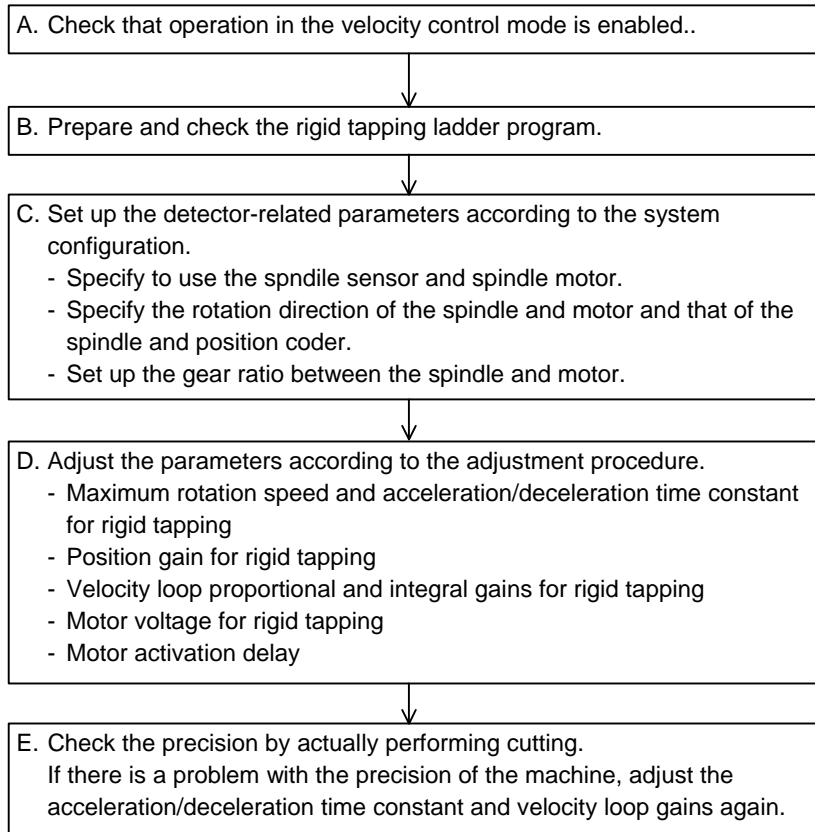 A. Check that operation in the velocity control mode is enabled..
B. Prepare and check the rigid tapping ladder program.
C. Set up the detector-related parameters according to the system
configuration.
- Specify to use the spndile sensor and spindle motor.
- Specify the rotation direction of the spindle and motor and that of the
spindle and position coder.
- Set up the gear ratio between the spindle and motor.
D. Adjust the parameters according to the adjustment procedure.
- Maximum rotation speed and acceleration/deceleration time constant
for rigid tapping
- Position gain for rigid tapping
- Velocity loop proportional and integral gains for rigid tapping
- Motor voltage for rigid tapping
- Motor activation delay
E. Check the precision by actually performing cutting.
If there is a problem with the precision of the machine, adjust the
acceleration/deceleration time constant and velocity loop gains again.